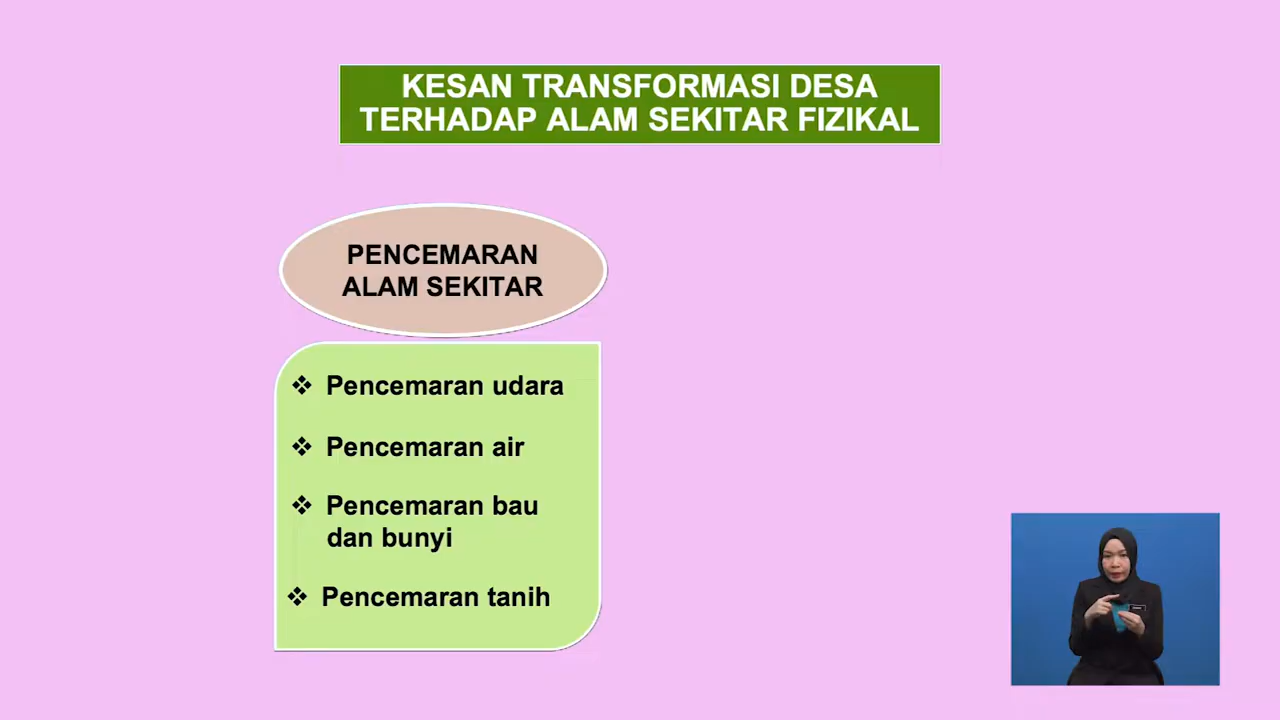 KESAN TRANSFORMASI DESA
TERHADAP ALAM SEKITAR FIZIKAL
PENCEMARAN
ALAM SEKITAR
❖ Pencemaran udara
❖ Pencemaran air
❖ Pencemaran bau
dan bunyi
❖ Pencemaran tanih